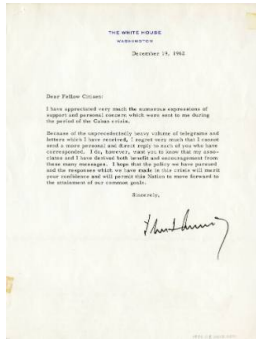 THE WHITE HOUSE
WASHINGTON
December 19, 1962
Dear Fellow Citizen:
I have appreciated very much the numerous expressions of
support and personal concern which were sent to me during
the period of the Cuban crisis.
Because of the unprecedentedly heavy volume of telegrams and
letters which I have received, I regret very much that I cannot
send a more personal and direct reply to each of you who have
corresponded. I do, however, want you to know that my asso-
ciates and I have derived both benefit and encouragement from
these many messages. I hope that the policy we have pursued
and the responses which we have made in this crisis will merit
your confidence and will permit this Nation to move forward to
the attainment of our common goals.
Sincerely,